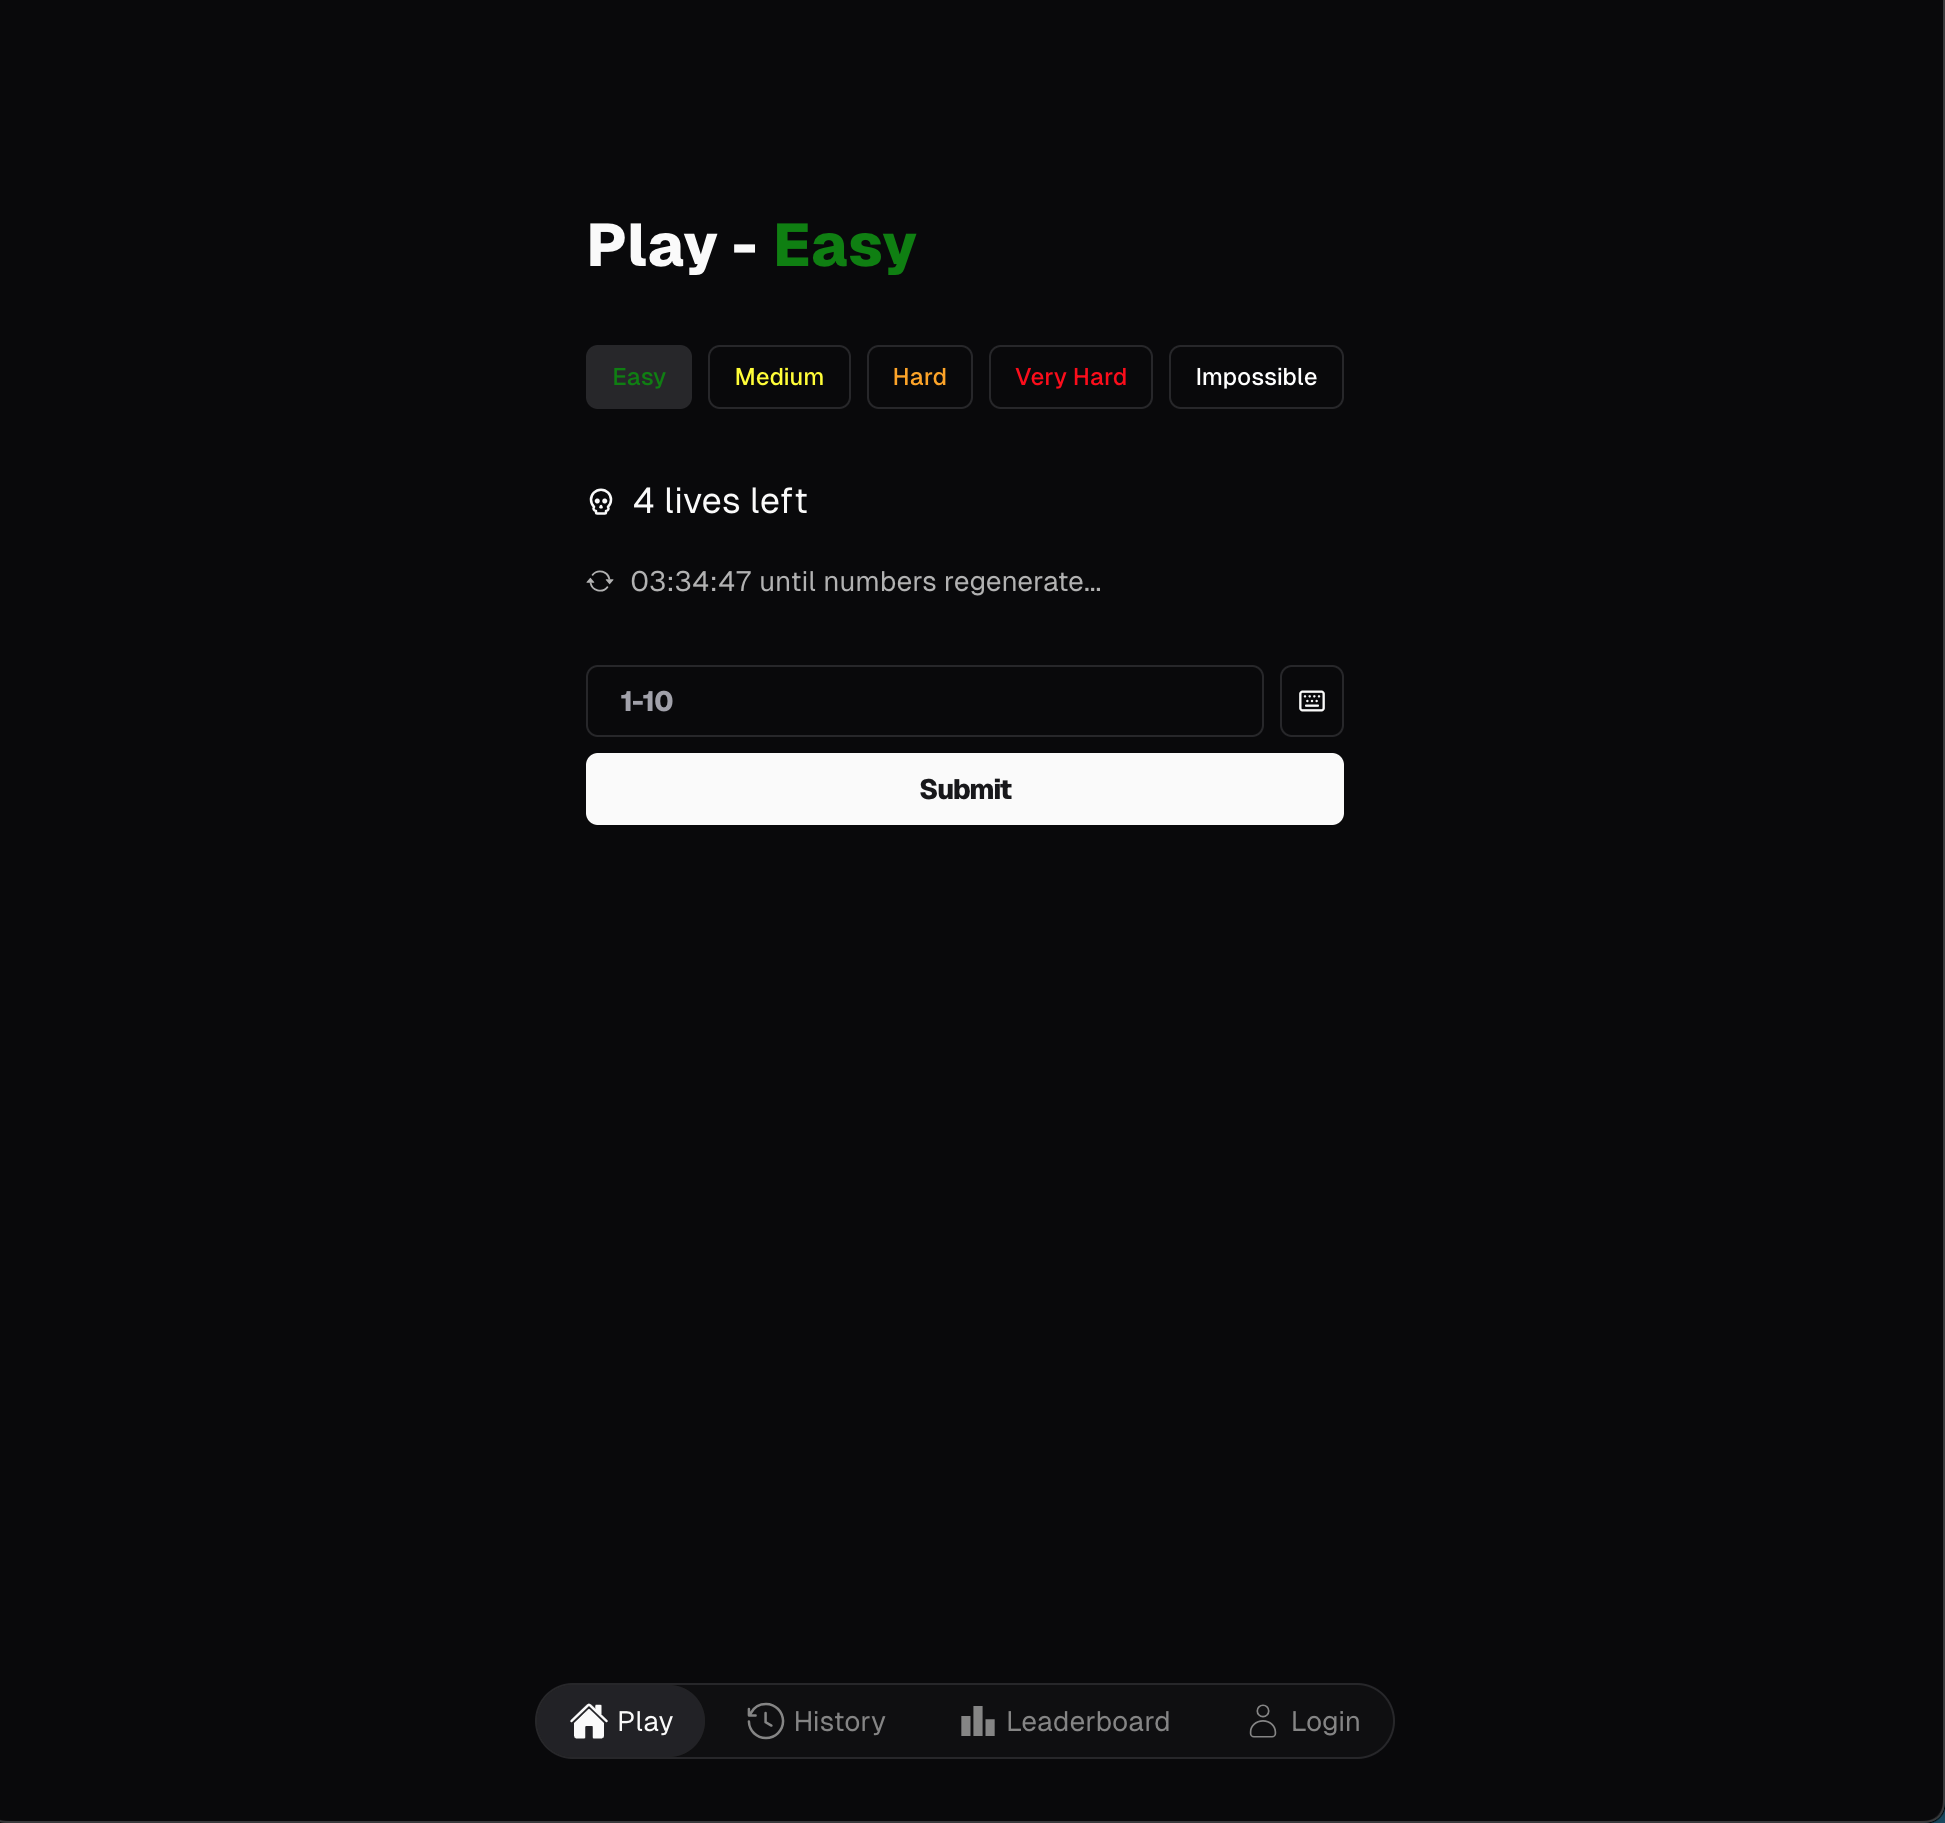 Play - Easy
Easy Medium Hard Very Hard Impossible
4 lives left
03:34:47 until numbers regenerate...
1-10
Submit
Play History Leaderboard Login